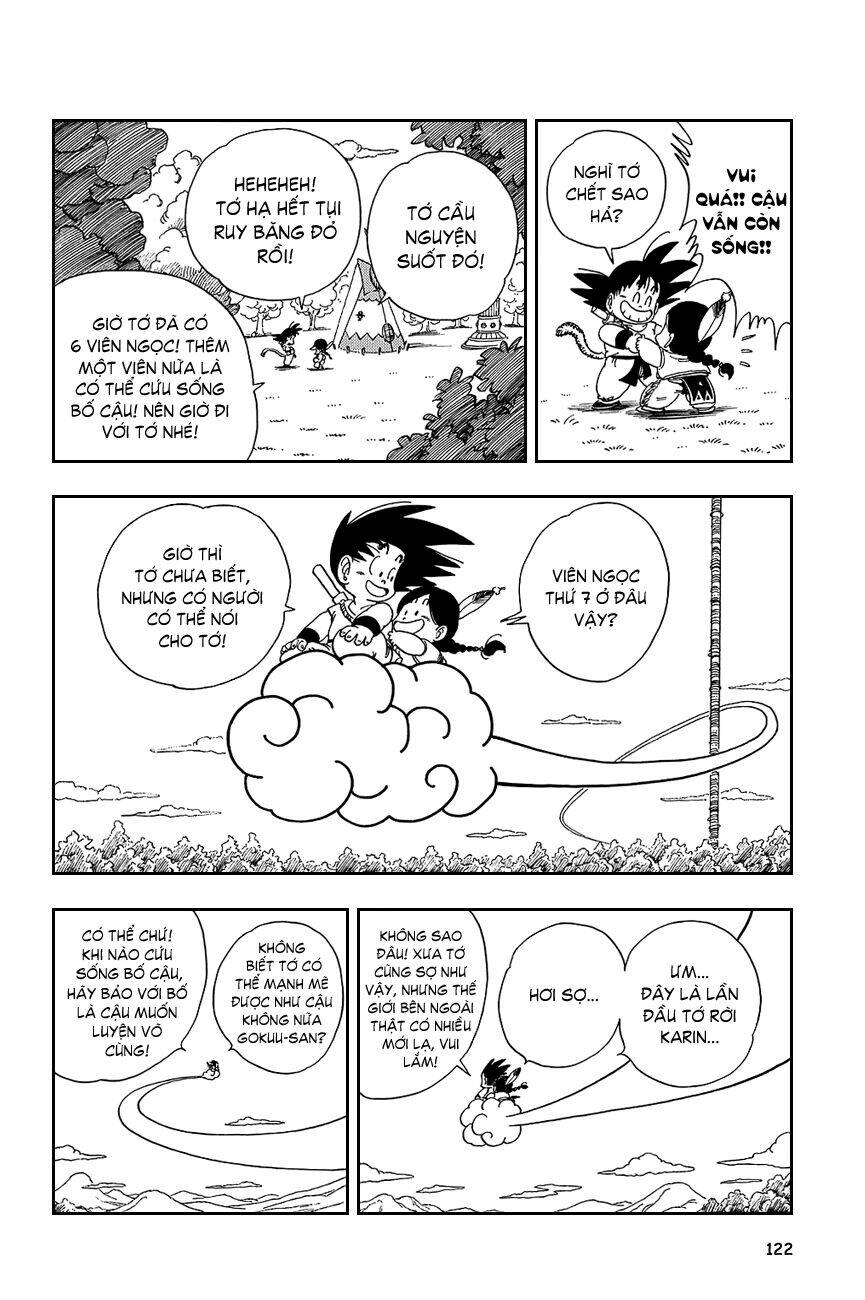 VUI
QUÁ!! CẬU
VẪN CÒN
SỐNG!!
NGHĨ TỚ
CHẾT SAO
HẢ?
TỚ CẦU
NGUYỆN
SUỐT ĐÓ!
HEHEHEH!
TỚ HẠ HẾT TỤI
RUY BĂNG ĐỎ
RỒI!
GIỜ TỚ ĐÃ CÓ
6 VIÊN NGỌC! THÊM
MỘT VIÊN NỮA LÀ
CÓ THỂ CỨU SỐNG
BỐ CẬU! NÊN GIỜ ĐI
VỚI TỚ NHÉ!
VIÊN NGỌC
THỨ 7 Ở ĐÂU
VẬY?
GIỜ THÌ
TỚ CHƯA BIẾT,
NHƯNG CÓ NGƯỜI
CÓ THỂ NÓI
CHO TỚ!
ƯM...
ĐÂY LÀ LẦN
ĐẦU TỚ RỜI
KARIN...
HƠI SỢ...
KHÔNG SAO
ĐÂU! XƯA TỚ
CŨNG SỢ NHƯ
VẬY, NHƯNG THẾ
GIỚI BÊN NGOÀI
THẬT CÓ NHIỀU
MỚI LẠ, VUI
LẮM!
KHÔNG
BIẾT TỚ CÓ
THỂ MẠNH MẼ
ĐƯỢC NHƯ CẬU
KHÔNG NỮA
GOKUU-SAN?
CÓ THỂ CHỨ!
KHI NÀO CỨU
SỐNG BỐ CẬU,
HÃY BÁO VỚI BỐ
LÀ CẬU MUỐN
LUYỆN VÕ
CÙNG!
122